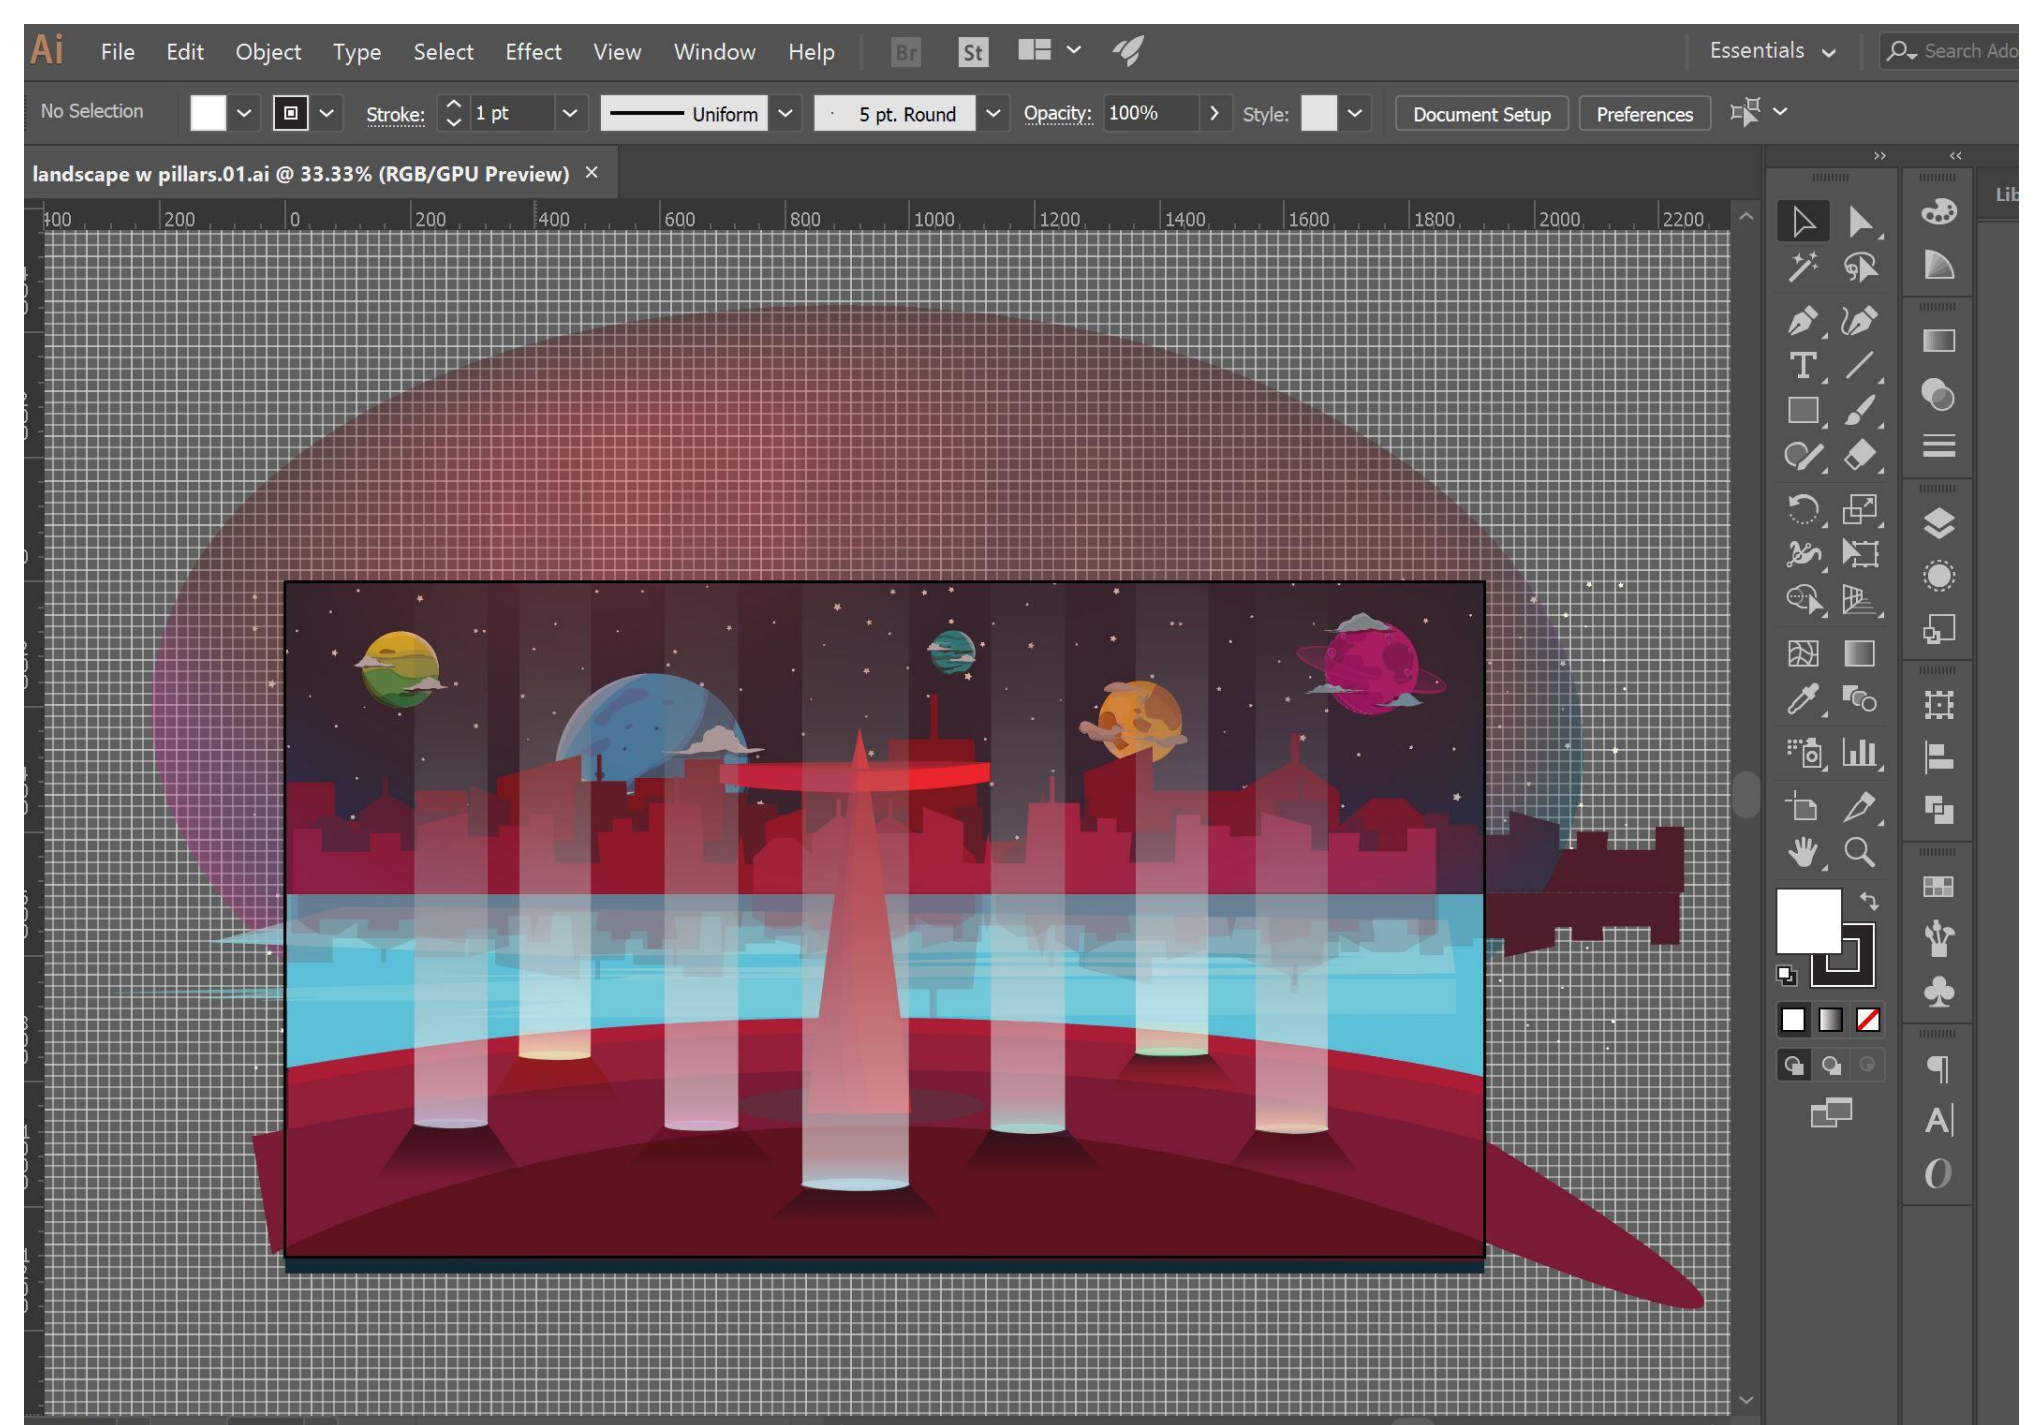 Ai File Edit Object Type Select Effect View Window Help Br St Essentials Search Ado
No Selection Stroke: 1 pt Uniform 5 pt. Round Opacity: 100% Style: Document Setup Preferences
landscape w pillars.01.ai @ 33.33% (RGB/GPU Preview) × Lib
400 200 0 200 400 600 800 1000 1200 1400 1600 1800 2000 2200